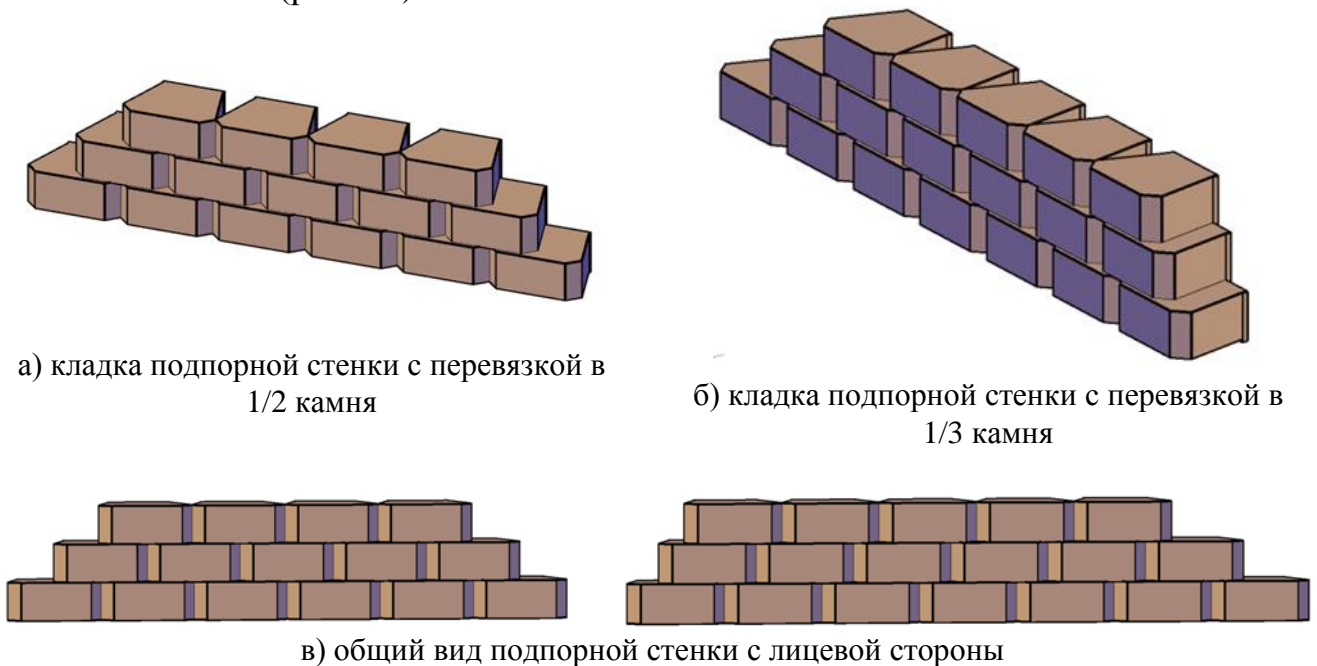 а) кладка подпорной стенки с перевязкой в
1/2 камня
б) кладка подпорной стенки с перевязкой в
1/3 камня
в) общий вид подпорной стенки с лицевой стороны